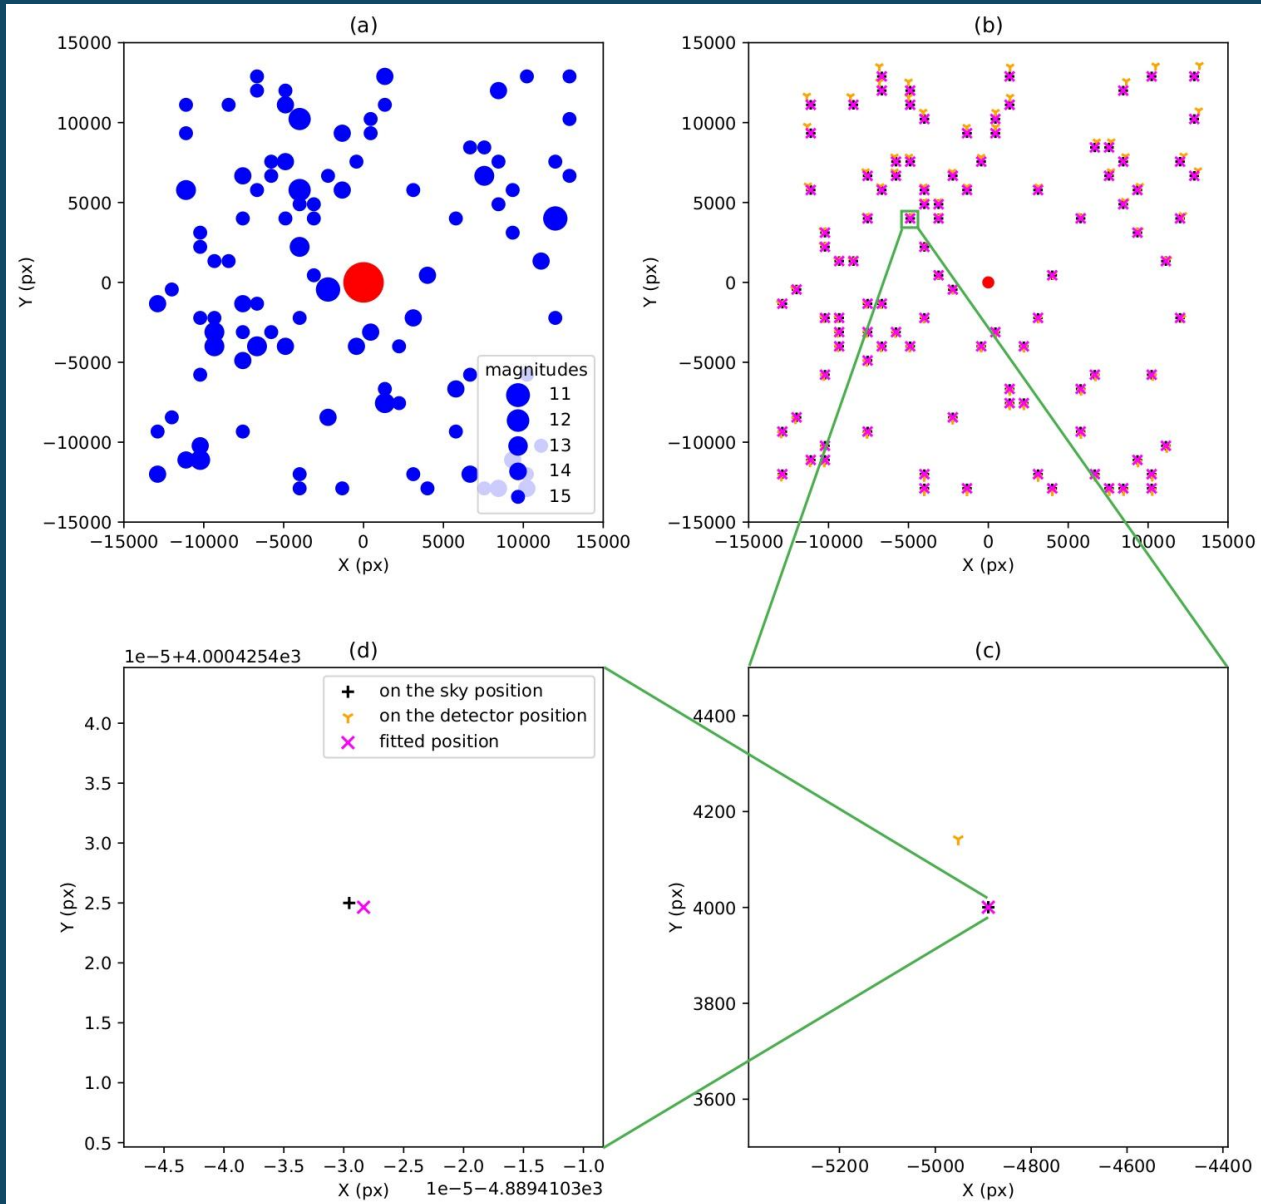 (a)
15000
10000
5000
0
−5000
−10000
−15000
Y (px)
magnitudes
11
12
13
14
15
−15000 −10000 −5000 0 5000 10000 15000
X (px)
(b)
15000
10000
5000
0
−5000
−10000
−15000
Y (px)
−15000 −10000 −5000 0 5000 10000 15000
X (px)
(d)
1e−5+4.0004254e3
on the sky position
on the detector position
fitted position
4.0
3.5
3.0
2.5
2.0
1.5
1.0
0.5
Y (px)
−4.5 −4.0 −3.5 −3.0 −2.5 −2.0 −1.5 −1.0
X (px)
1e−5−4.8894103e3
(c)
4400
4200
4000
3800
3600
Y (px)
−5200 −5000 −4800 −4600 −4400
X (px)